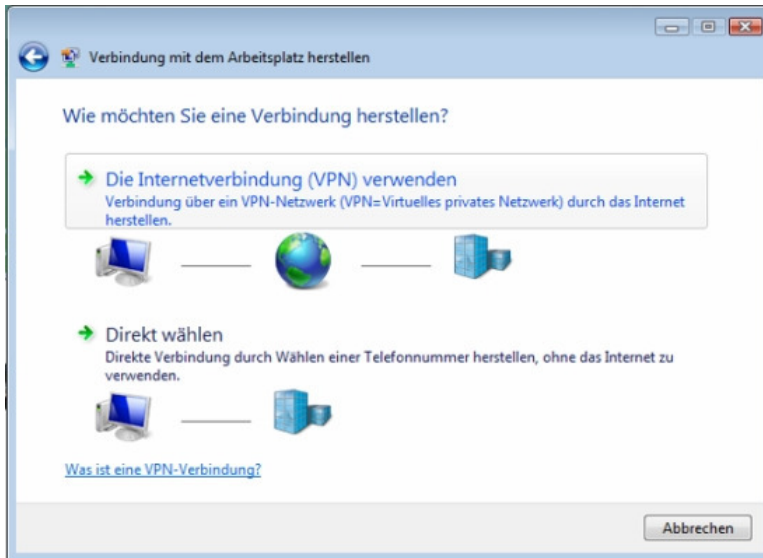 Verbindung mit dem Arbeitsplatz herstellen
Wie möchten Sie eine Verbindung herstellen?
Die Internetverbindung (VPN) verwenden
Verbindung über ein VPN-Netzwerk (VPN=Virtuelles privates Netzwerk) durch das Internet
herstellen.
Direkt wählen
Direkte Verbindung durch Wählen einer Telefonnummer herstellen, ohne das Internet zu
verwenden.
Was ist eine VPN-Verbindung?
Abbrechen